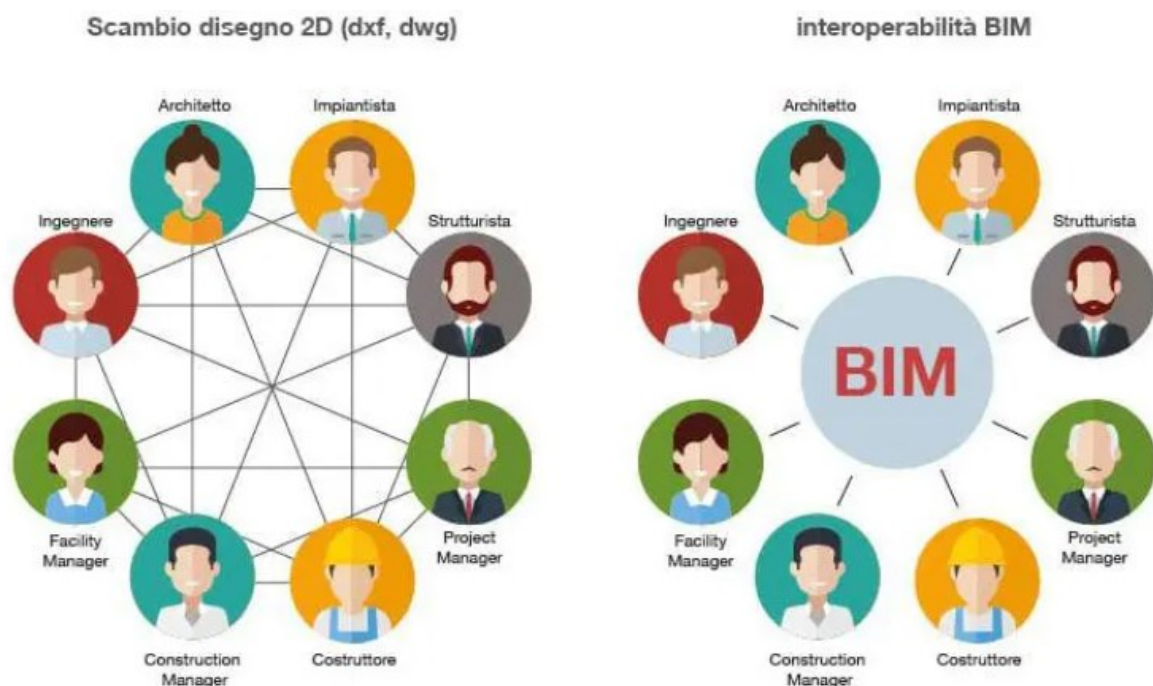 Scambio disegno 2D (dxf, dwg)
Architetto
Impiantista
Ingegnere
Strutturista
Facility
Manager
Project
Manager
Construction
Manager
Costruttore
interoperabilità BIM
Architetto
Impiantista
Ingegnere
Strutturista
BIM
Facility
Manager
Project
Manager
Construction
Manager
Costruttore